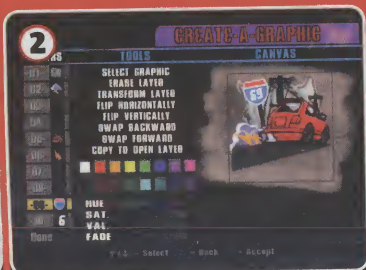 2
CREATE-A-GRAPHIC
TOOLS
CANVAS
SELECT GRAPHIC
ERASE LAYER
TRANSFORM LAYER
FLIP HORIZONTALLY
FLIP VERTICALLY
SWAP BACKWARD
SWAP FORWARD
COPY TO OPEN LAYER
69
HUE
SAT.
VAL.
FADE
6
Done
Select
Back
Accept